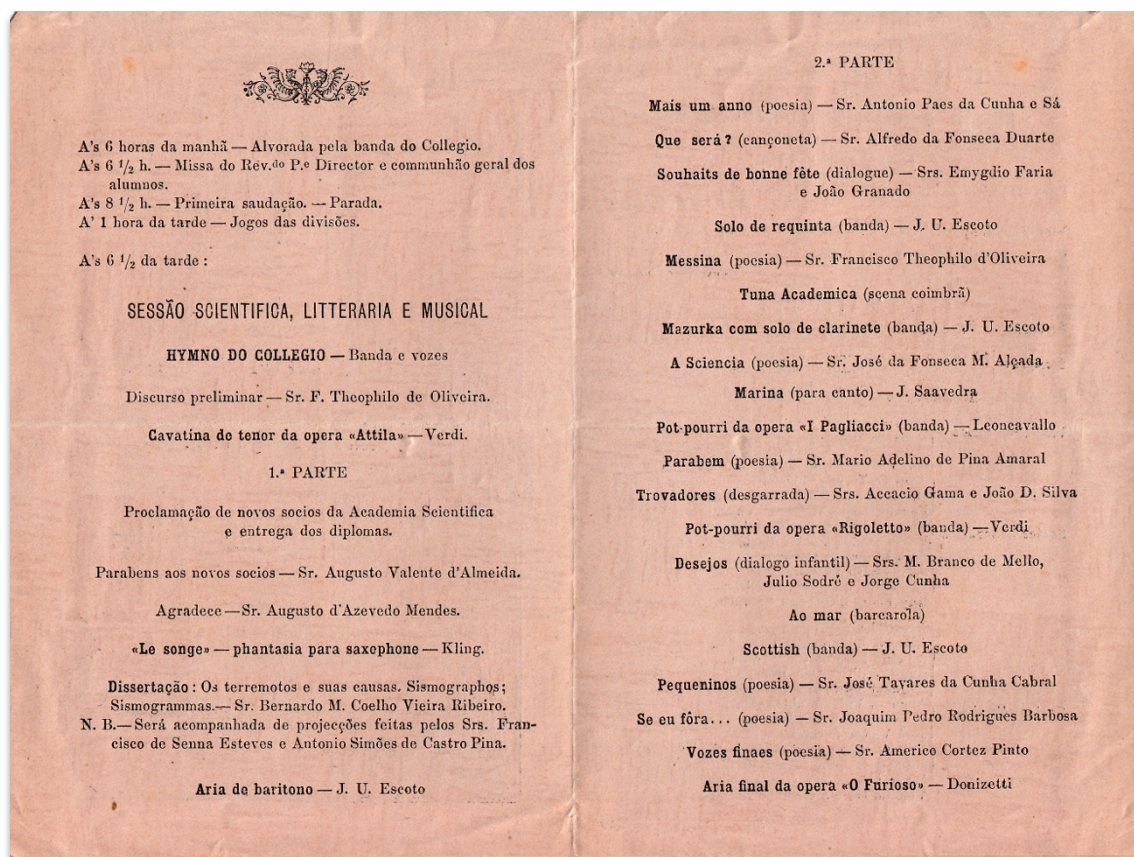 A's 6 horas da manhã — Alvorada pela banda do Collegio.
A's 6 1/2 h. — Missa do Rev.do P.e Director e communhão geral dos
alumnos.
A's 8 1/2 h. — Primeira saudação. — Parada.
A' 1 hora da tarde — Jogos das divisões.
A's 6 1/2 da tarde :
SESSÃO SCIENTIFICA, LITTERARIA E MUSICAL
HYMNO DO COLLEGIO — Banda e vozes
Discurso preliminar — Sr. F. Theophilo de Oliveira.
Cavatina de tenor da opera «Attila» — Verdi.
1.ª PARTE
Proclamação de novos socios da Academia Scientifica
e entrega dos diplomas.
Parabens aos novos socios — Sr. Augusto Valente d'Almeida.
Agradece — Sr. Augusto d'Azevedo Mendes.
«Le songe» — phantasia para saxophone — Kling.
Dissertação : Os terremotos e suas causas. Sismographos;
Sismogrammas. — Sr. Bernardo M. Coelho Vieira Ribeiro.
N. B. — Será acompanhada de projecções feitas pelos Srs. Fran-
cisco de Senna Esteves e Antonio Simões de Castro Pina.
Aria de baritono — J. U. Escoto
2.ª PARTE
Mais um anno (poesia) — Sr. Antonio Paes da Cunha e Sá
Que será? (cançoneta) — Sr. Alfredo da Fonseca Duarte
Souhaits de bonne fête (dialogue) — Srs. Emygdio Faria
e João Granado
Solo de requinta (banda) — J. U. Escoto
Messina (poesia) — Sr. Francisco Theophilo d'Oliveira
Tuna Academica (scena coimbrã)
Mazurka com solo de clarinete (banda) — J. U. Escoto
A Sciencia (poesia) — Sr. José da Fonseca M. Alçada
Marina (para canto) — J. Saavedra
Pot-pourri da opera «I Pagliacci» (banda) — Leoncavallo
Parabem (poesia) — Sr. Mario Adelino de Pina Amaral
Trovadores (desgarrada) — Srs. Accacio Gama e João D. Silva
Pot-pourri da opera «Rigoletto» (banda) — Verdi
Desejos (dialogo infantil) — Srs. M. Branco de Mello,
Julio Sodré e Jorge Cunha
Ao mar (barcarola)
Scottish (banda) — J. U. Escoto
Pequeninos (poesia) — Sr. José Tavares da Cunha Cabral
Se eu fôra... (poesia) — Sr. Joaquim Pedro Rodrigues Barbosa
Vozes finaes (poesia) — Sr. Americo Cortez Pinto
Aria final da opera «O Furioso» — Donizetti